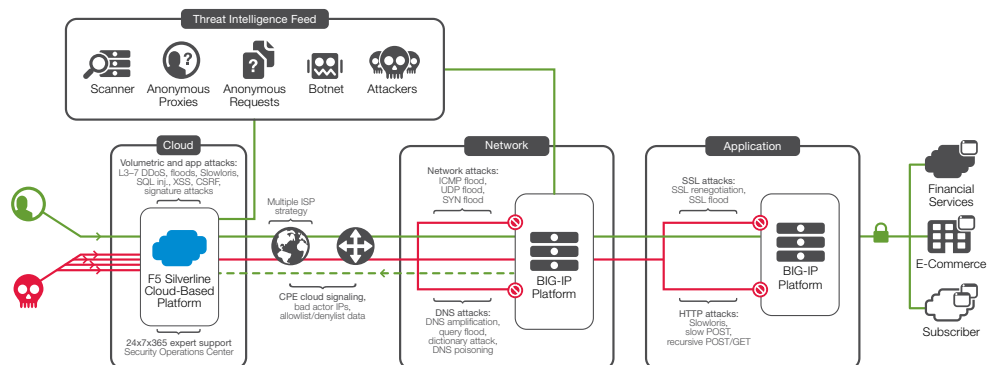 Threat Intelligence Feed
Scanner
Anonymous
Proxies
Anonymous
Requests
Botnet
Attackers
Cloud
Volumetric and app attacks:
L3–7 DDoS, floods, Slowloris,
SQL inj., XSS, CSRF,
signature attacks
F5 Silverline
Cloud-Based
Platform
24x7x365 expert support
Security Operations Center
Multiple ISP
strategy
CPE cloud signaling,
bad actor IPs,
allowlist/denylist data
Network
Network attacks:
ICMP flood,
UDP flood,
SYN flood
BIG-IP
Platform
DNS attacks:
DNS amplification,
query flood,
dictionary attack,
DNS poisoning
Application
SSL attacks:
SSL renegotiation,
SSL flood
BIG-IP
Platform
HTTP attacks:
Slowloris,
slow POST,
recursive POST/GET
Financial
Services
E-Commerce
Subscriber